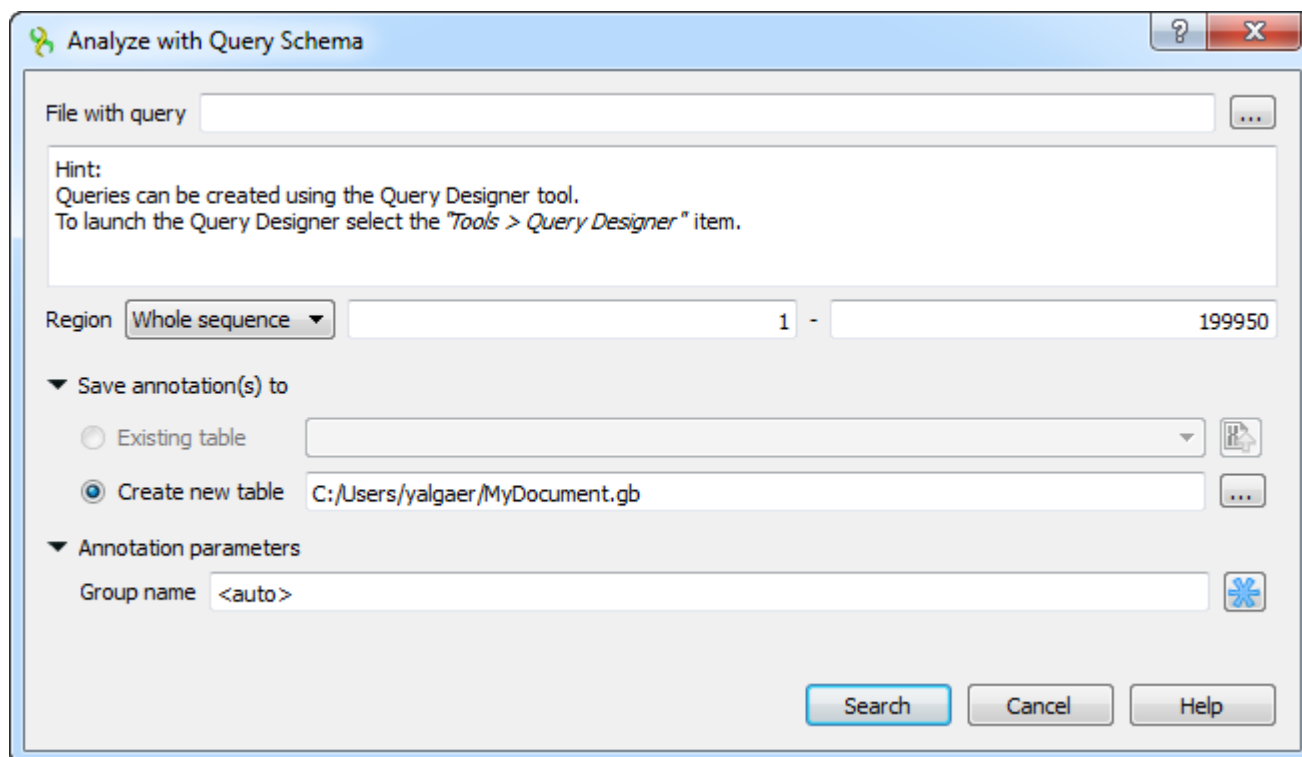 Analyze with Query Schema
File with query
...
Hint:
Queries can be created using the Query Designer tool.
To launch the Query Designer select the "Tools > Query Designer" item.
Region Whole sequence 1 - 199950
Save annotation(s) to
Existing table
Create new table C:/Users/yalgaer/MyDocument.gb ...
Annotation parameters
Group name <auto>
Search Cancel Help